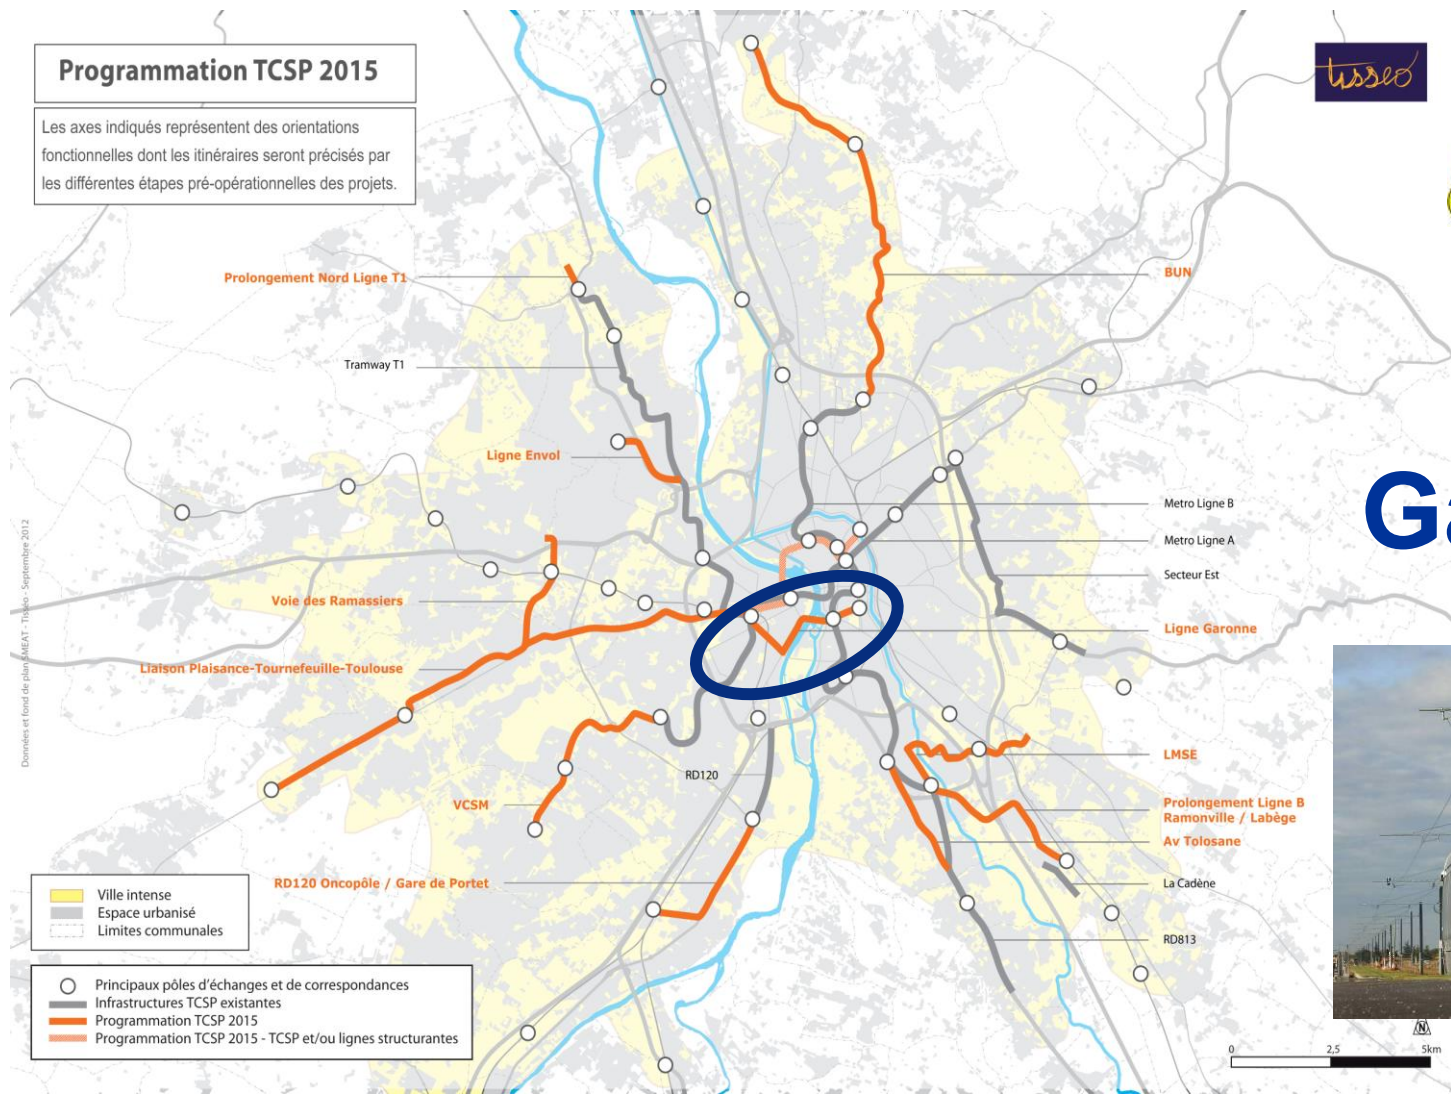 Programmation TCSP 2015
Les axes indiqués représentent des orientations
fonctionnelles dont les itinéraires seront précisés par
les différentes étapes pré-opérationnelles des projets.
tisseo
Prolongement Nord Ligne T1
BUN
Tramway T1
Ligne Envol
Metro Ligne B
Metro Ligne A
Ga
Secteur Est
Voie des Ramassiers
Ligne Garonne
Liaison Plaisance-Tournefeuille-Toulouse
Données et fond de plan SMEAT - Tisséo - Septembre 2012
LMSE
RD120
VCSM
Prolongement Ligne B
Ramonville / Labège
Av Tolosane
RD120 Oncopôle / Gare de Portet
La Cadène
RD813
Ville intense
Espace urbanisé
Limites communales
Principaux pôles d'échanges et de correspondances
Infrastructures TCSP existantes
Programmation TCSP 2015
Programmation TCSP 2015 - TCSP et/ou lignes structurantes
N
0 2,5 5km